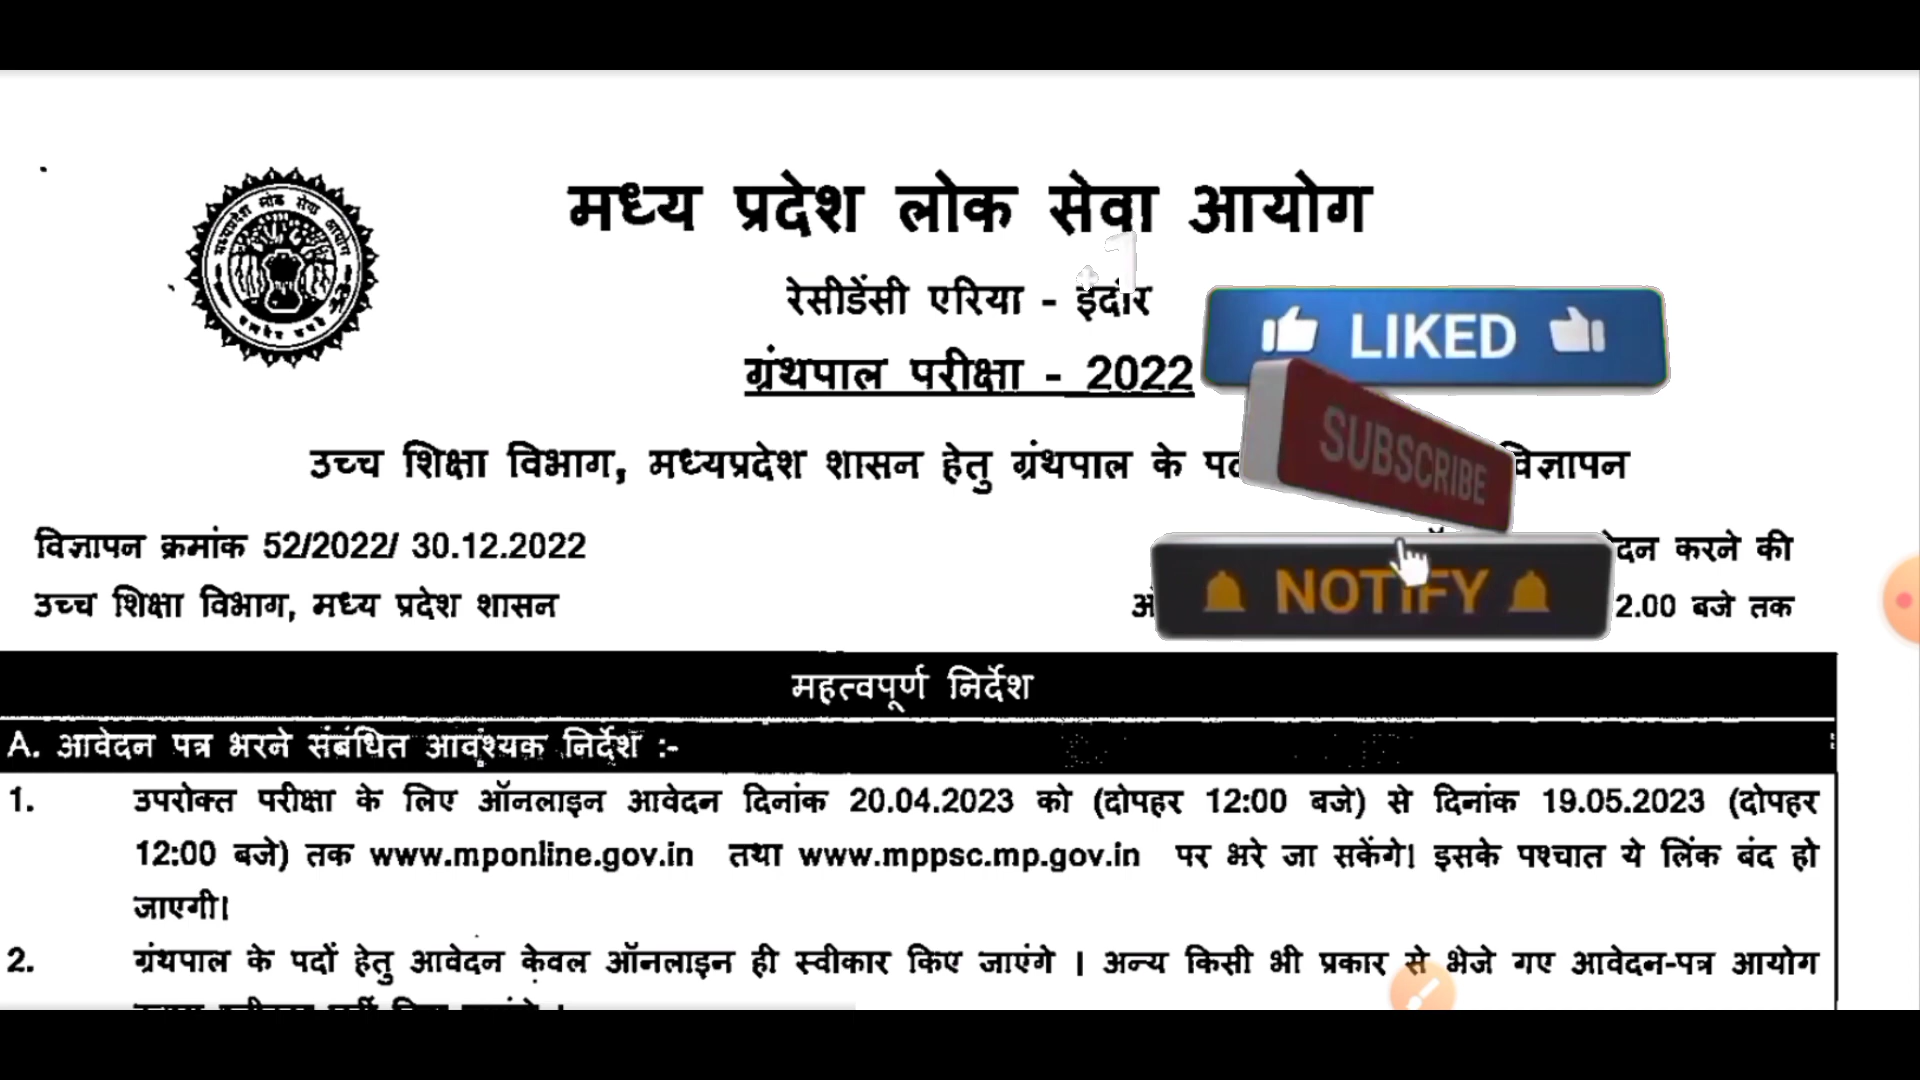 मध्य प्रदेश लोक सेवा आयोग
+1
रेसीडेंसी एरिया - इंदौर
LIKED
ग्रंथपाल परीक्षा - 2022
SUBSCRIBE
उच्च शिक्षा विभाग, मध्यप्रदेश शासन हेतु ग्रंथपाल के विज्ञापन
विज्ञापन क्रमांक 52/2022/ 30.12.2022
करने की
NOTIFY
उच्च शिक्षा विभाग, मध्य प्रदेश शासन
2.00 बजे तक
महत्वपूर्ण निर्देश
A. आवेदन पत्र भरने संबंधित आवश्यक निर्देश :-
1. उपरोक्त परीक्षा के लिए ऑनलाइन आवेदन दिनांक 20.04.2023 को (दोपहर 12:00 बजे) से दिनांक 19.05.2023 (दोपहर
12:00 बजे) तक www.mponline.gov.in तथा www.mppsc.mp.gov.in पर भरे जा सकेंगे। इसके पश्चात ये लिंक बंद हो
जाएगी।
2. ग्रंथपाल के पदों हेतु आवेदन केवल ऑनलाइन ही स्वीकार किए जाएंगे । अन्य किसी भी प्रकार से भेजे गए आवेदन-पत्र आयोग